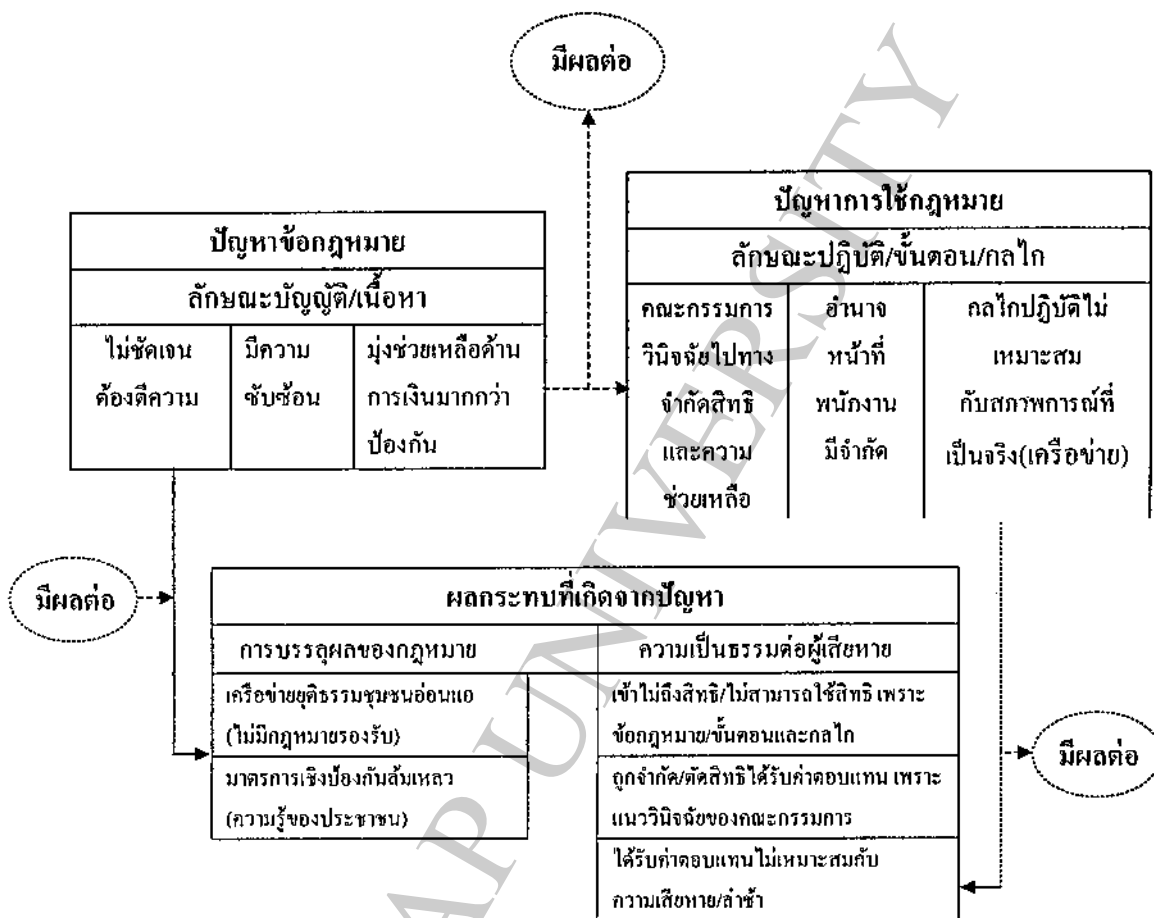 มีผลต่อ
ปัญหาข้อกฎหมาย
ลักษณะบัญญัติ/เนื้อหา
ไม่ชัดเจน
ต้องตีความ
มีความ
ซับซ้อน
มุ่งช่วยเหลือด้าน
การเงินมากกว่า
ป้องกัน
ปัญหาการใช้กฎหมาย
ลักษณะปฏิบัติ/ขั้นตอน/กลไก
คณะกรรมการ
วินิจฉัยไปทาง
จำกัดสิทธิ
และความ
ช่วยเหลือ
อำนาจ
หน้าที่
พนักงาน
มีจำกัด
กลไกปฏิบัติไม่
เหมาะสม
กับสภาพการณ์ที่
เป็นจริง(เครือข่าย)
มีผลต่อ
ผลกระทบที่เกิดจากปัญหา
การบรรลุผลของกฎหมาย
เครือข่ายยุติธรรมชุมชนอ่อนแอ
(ไม่มีกฎหมายรองรับ)
มาตรการเชิงป้องกันล้มเหลว
(ความรู้ของประชาชน)
ความเป็นธรรมต่อผู้เสียหาย
เข้าไม่ถึงสิทธิ/ไม่สามารถใช้สิทธิ เพราะ
ข้อกฎหมาย/ขั้นตอนและกลไก
ถูกจำกัด/ตัดสิทธิได้รับค่าตอบแทน เพราะ
แนววินิจฉัยของคณะกรรมการ
ได้รับค่าตอบแทนไม่เหมาะสมกับ
ความเสียหาย/ล่าช้า
มีผลต่อ
AP UNIVERSITY